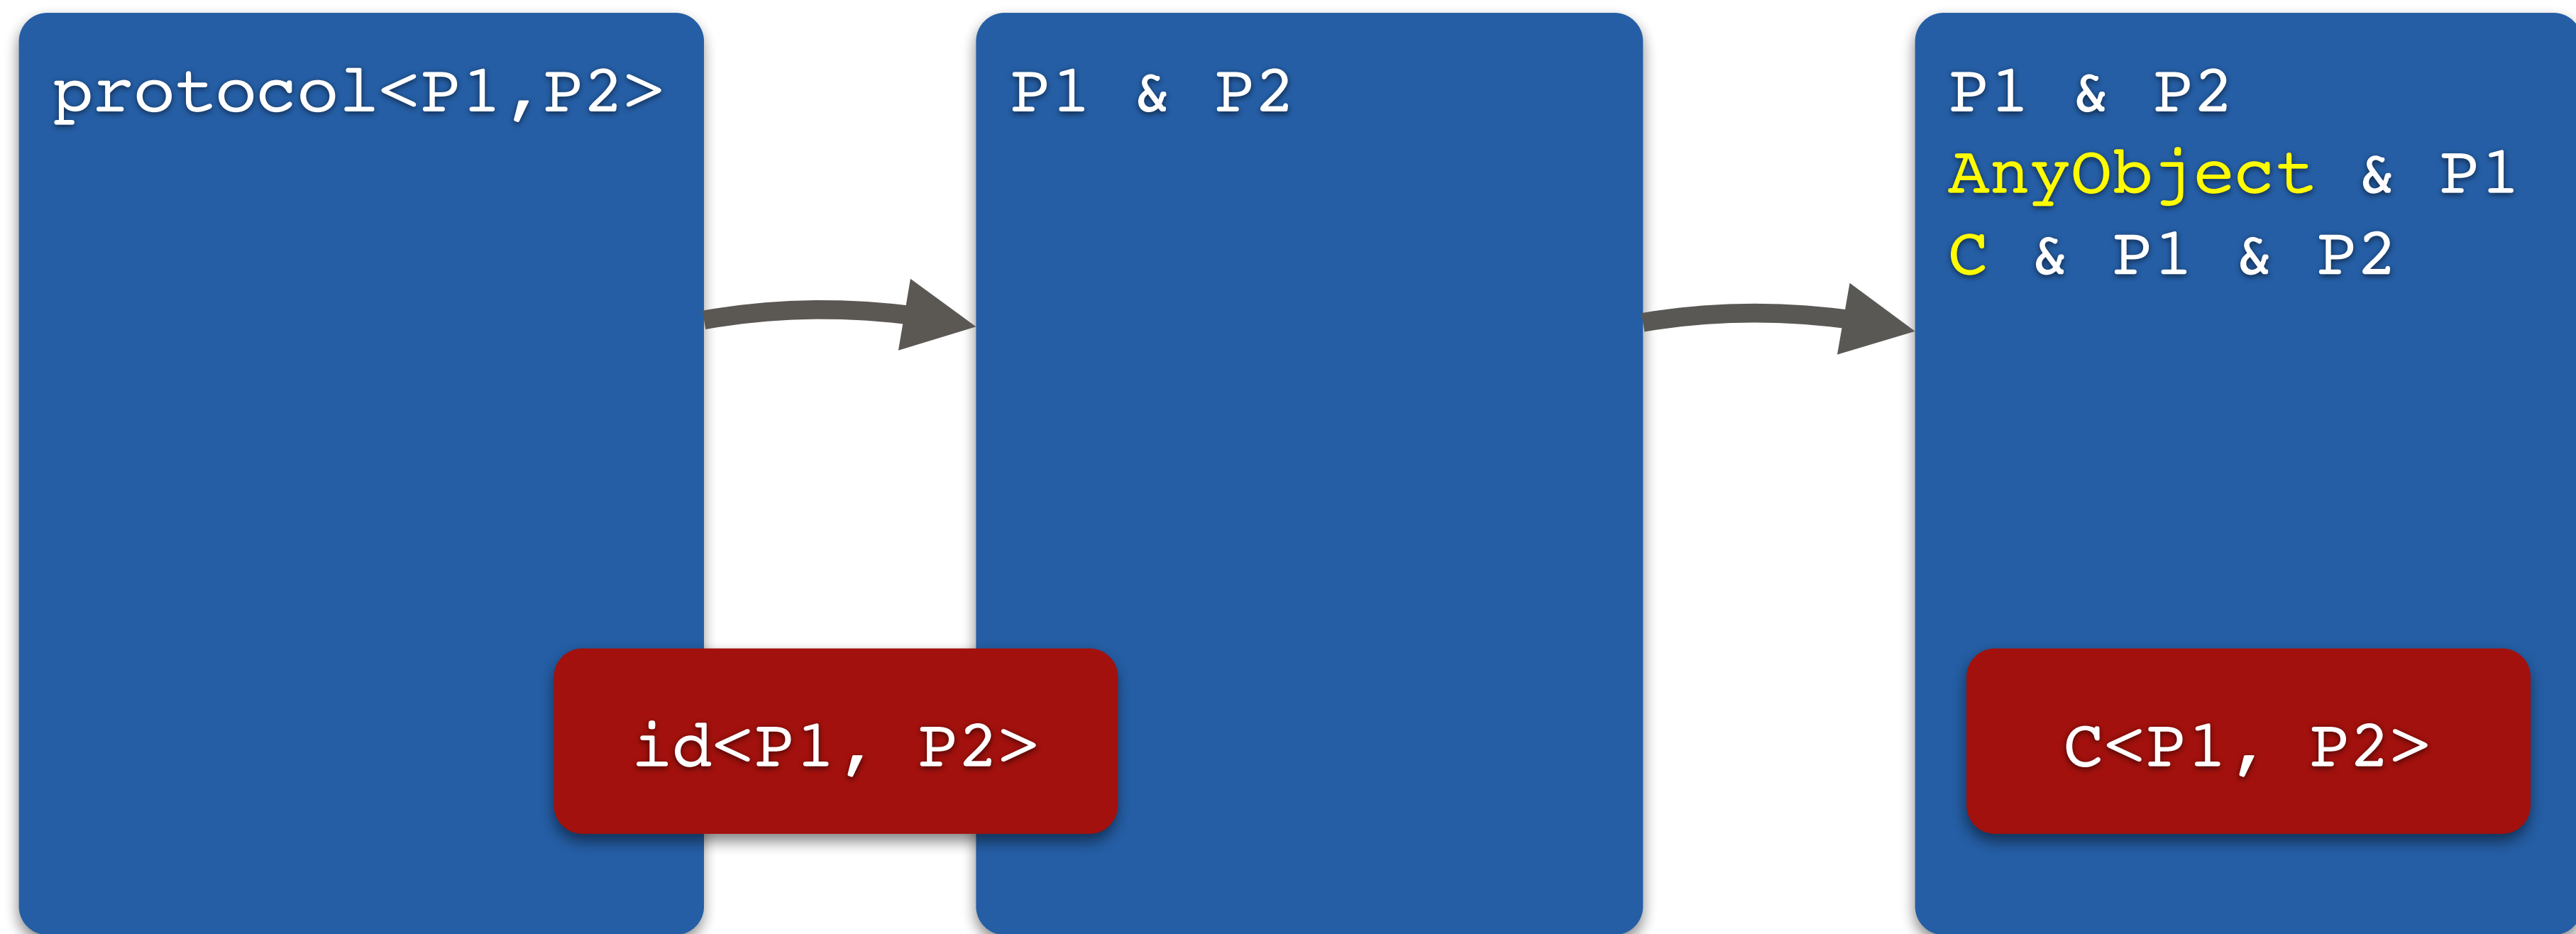 protocol<P1,P2>
P1 & P2
P1 & P2
AnyObject & P1
C & P1 & P2
id<P1, P2>
C<P1, P2>